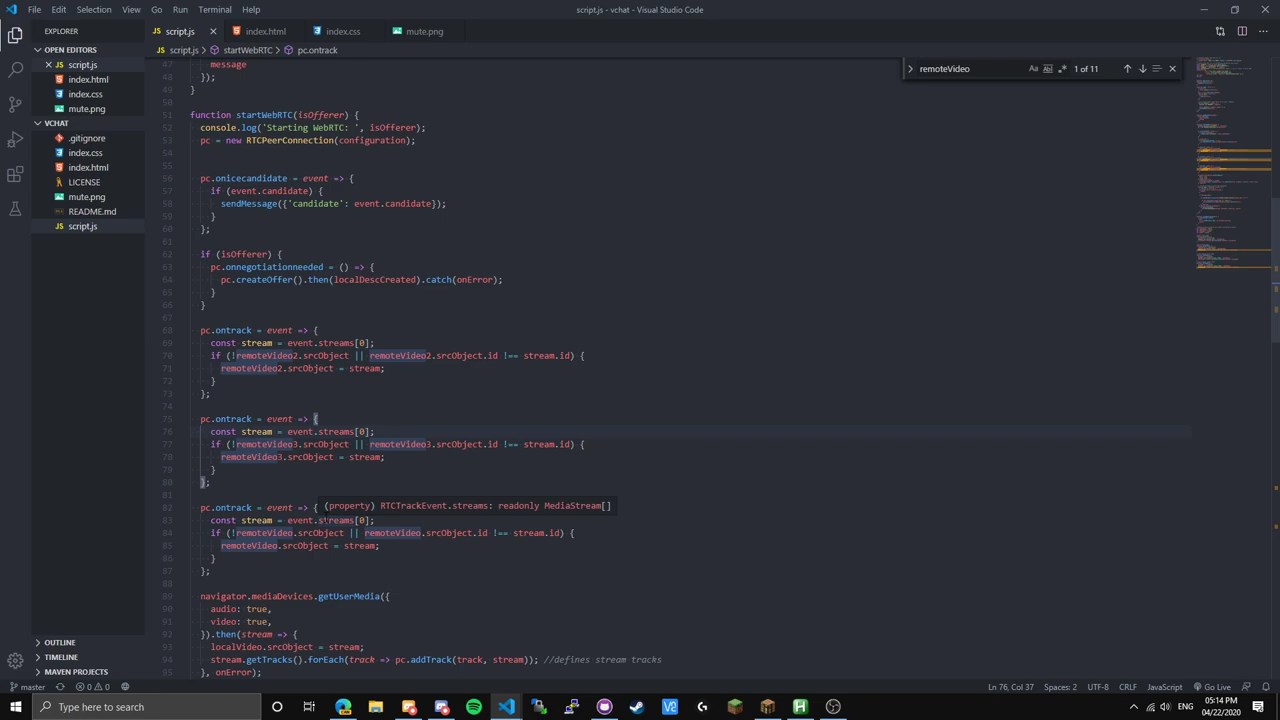 File Edit Selection View Go Run Terminal Help
script.js - vchat - Visual Studio Code
EXPLORER
script.js
index.html
index.css
mute.png
OPEN EDITORS
script.js > startWebRTC > pc.ontrack
script.js
index.html
index.css
mute.png
VCHAT
.gitignore
index.css
index.html
LICENSE
mute.png
README.md
script.js
OUTLINE
TIMELINE
MAVEN PROJECTS
remoteVideo
Aa Abl .* 1 of 11
47 message
48 });
49 }
50
51 function startWebRTC(isOfferer) {
52 console.log('Starting WebRTC: ', isOfferer);
53 pc = new RTCPeerConnection(configuration);
54
55
56 pc.onicecandidate = event => {
57 if (event.candidate) {
58 sendMessage({'candidate': event.candidate});
59 }
60 };
61
62 if (isOfferer) {
63 pc.onnegotiationneeded = () => {
64 pc.createOffer().then(localDescCreated).catch(onError);
65 }
66 }
67
68 pc.ontrack = event => {
69 const stream = event.streams[0];
70 if (!remoteVideo2.srcObject || remoteVideo2.srcObject.id !== stream.id) {
71 remoteVideo2.srcObject = stream;
72 }
73 };
74
75 pc.ontrack = event => {
76 const stream = event.streams[0];
77 if (!remoteVideo3.srcObject || remoteVideo3.srcObject.id !== stream.id) {
78 remoteVideo3.srcObject = stream;
79 }
80 };
81
82 pc.ontrack = event => {
(property) RTCTrackEvent.streams: readonly MediaStream[]
83 const stream = event.streams[0];
84 if (!remoteVideo.srcObject || remoteVideo.srcObject.id !== stream.id) {
85 remoteVideo.srcObject = stream;
86 }
87 };
88
89 navigator.mediaDevices.getUserMedia({
90 audio: true,
91 video: true,
92 }).then(stream => {
93 localVideo.srcObject = stream;
94 stream.getTracks().forEach(track => pc.addTrack(track, stream)); //defines stream tracks
95 }, onError);
master
0 0
Ln 76, Col 37 Spaces: 2 UTF-8 CRLF JavaScript Go Live
Type here to search
V2
H
05:14 PM
04/22/2020